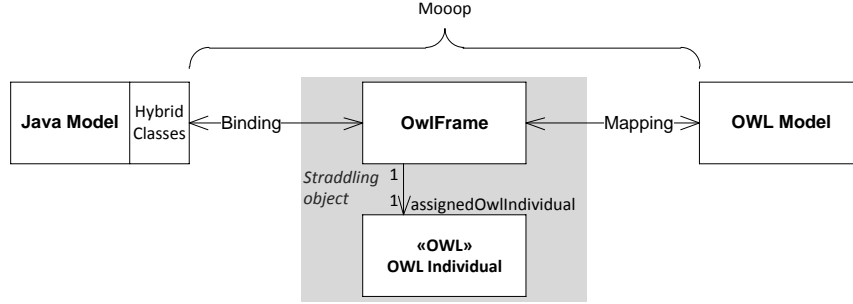 Mooop
Java Model
Hybrid
Classes
Binding
OwlFrame
Mapping
OWL Model
Straddling
object
1
1
assignedOwlIndividual
«OWL»
OWL Individual